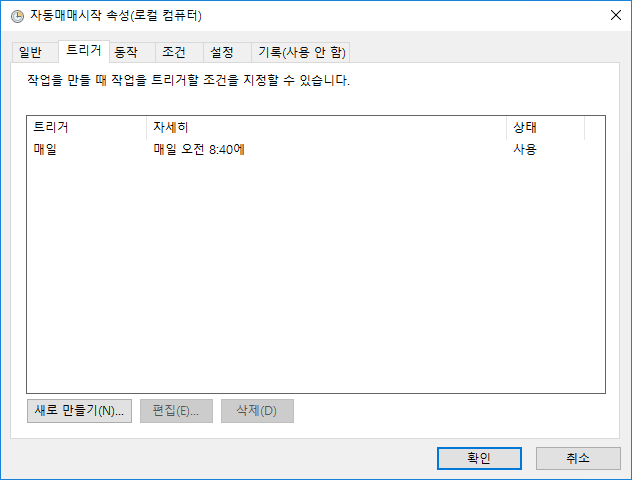 자동매매시작 속성(로컬 컴퓨터)
일반 트리거 동작 조건 설정 기록(사용 안 함)
작업을 만들 때 작업을 트리거할 조건을 지정할 수 있습니다.
트리거 자세히 상태
매일 매일 오전 8:40에 사용
새로 만들기(N)... 편집(E)... 삭제(D)
확인 취소